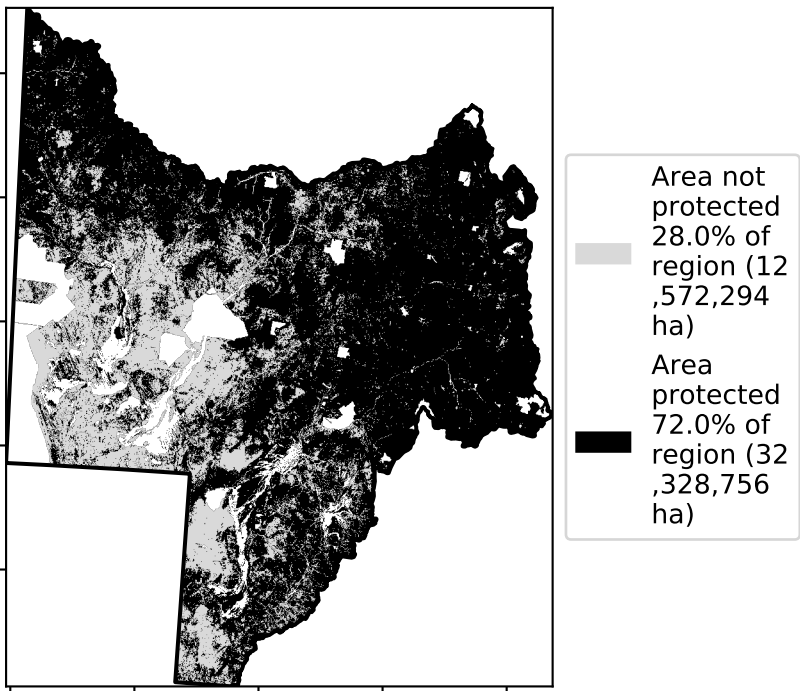 Area not
protected
28.0% of
region (12
,572,294
ha)
Area
protected
72.0% of
region (32
,328,756
ha)